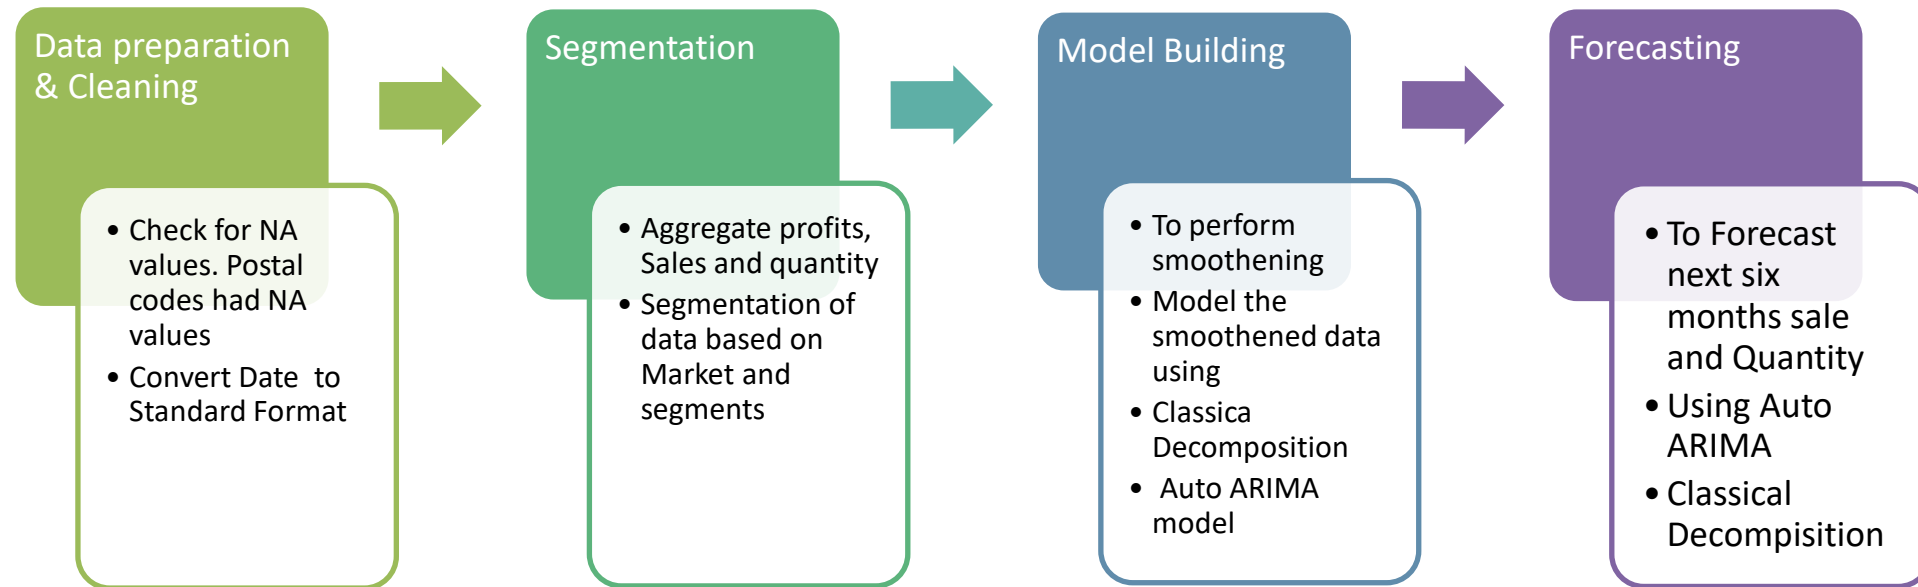 Data preparation
& Cleaning
• Check for NA
values. Postal
codes had NA
values
• Convert Date to
Standard Format
Segmentation
• Aggregate profits,
Sales and quantity
• Segmentation of
data based on
Market and
segments
Model Building
• To perform
smoothening
• Model the
smoothened data
using
• Classica
Decomposition
• Auto ARIMA
model
Forecasting
• To Forecast
next six
months sale
and Quantity
• Using Auto
ARIMA
• Classical
Decompisition